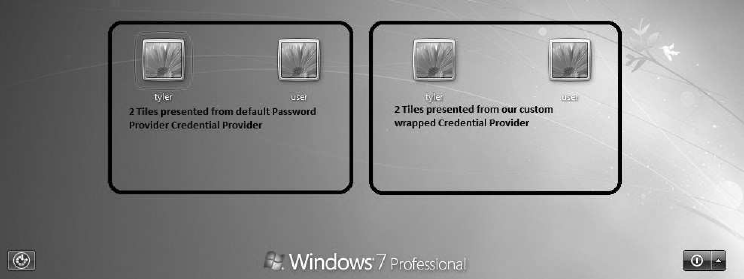 tyler
user
2 Tiles presented from default Password
Provider Credential Provider
tyler
user
2 Tiles presented from our custom
wrapped Credential Provider
Windows 7 Professional